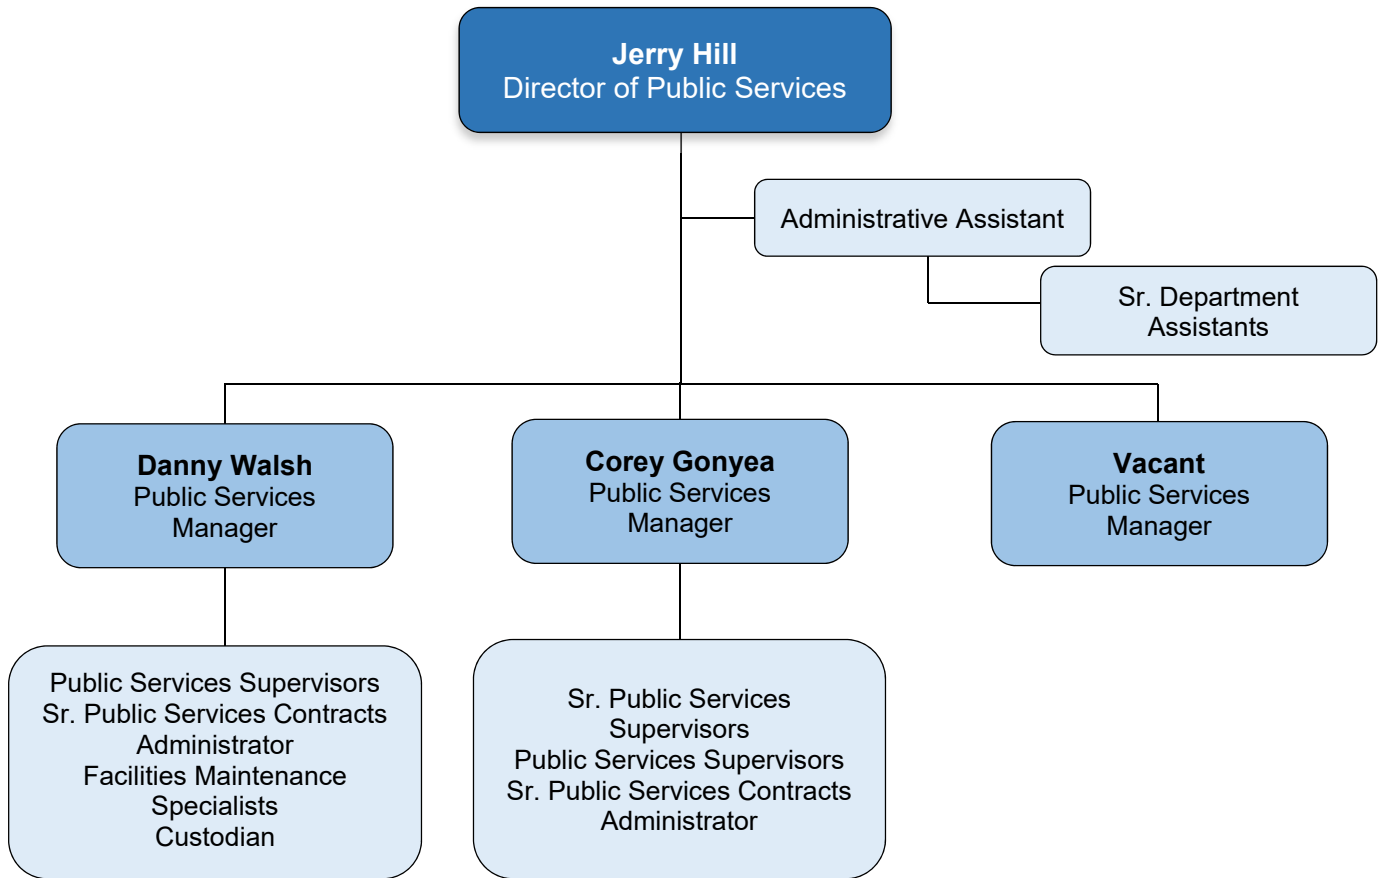 Jerry Hill
Director of Public Services
Administrative Assistant
Sr. Department
Assistants
Danny Walsh
Public Services
Manager
Corey Gonyea
Public Services
Manager
Vacant
Public Services
Manager
Public Services Supervisors
Sr. Public Services Contracts
Administrator
Facilities Maintenance
Specialists
Custodian
Sr. Public Services
Supervisors
Public Services Supervisors
Sr. Public Services Contracts
Administrator